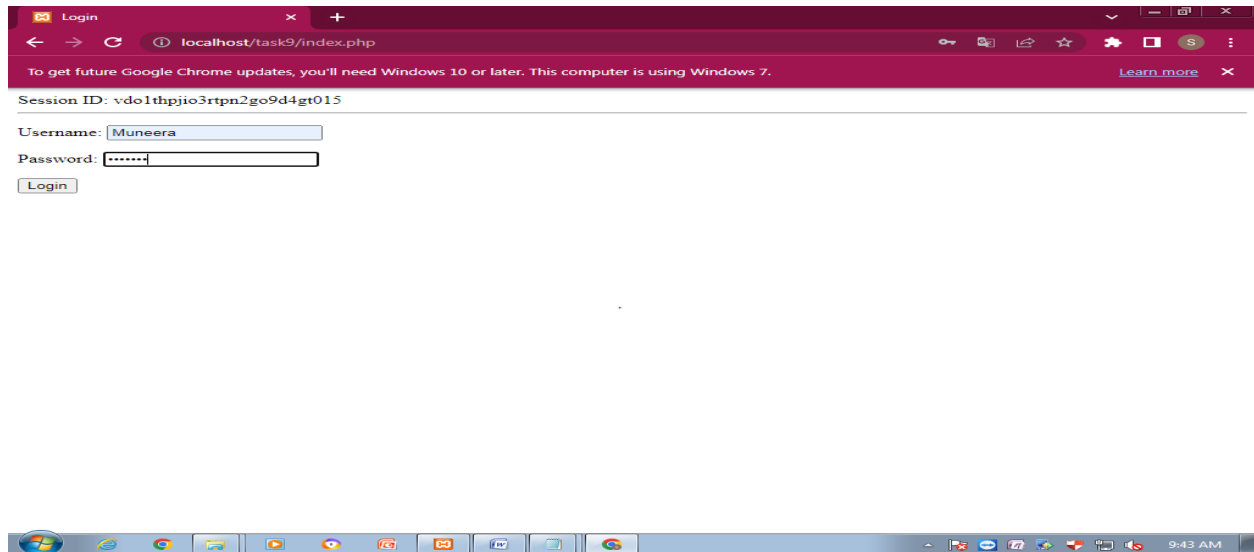 Login
localhost/task9/index.php
S
To get future Google Chrome updates, you'll need Windows 10 or later. This computer is using Windows 7.
Learn more
Session ID: vdo1thpjio3rtpn2go9d4gt015
Username: Muneera
Password: •••••••
Login
9:43 AM